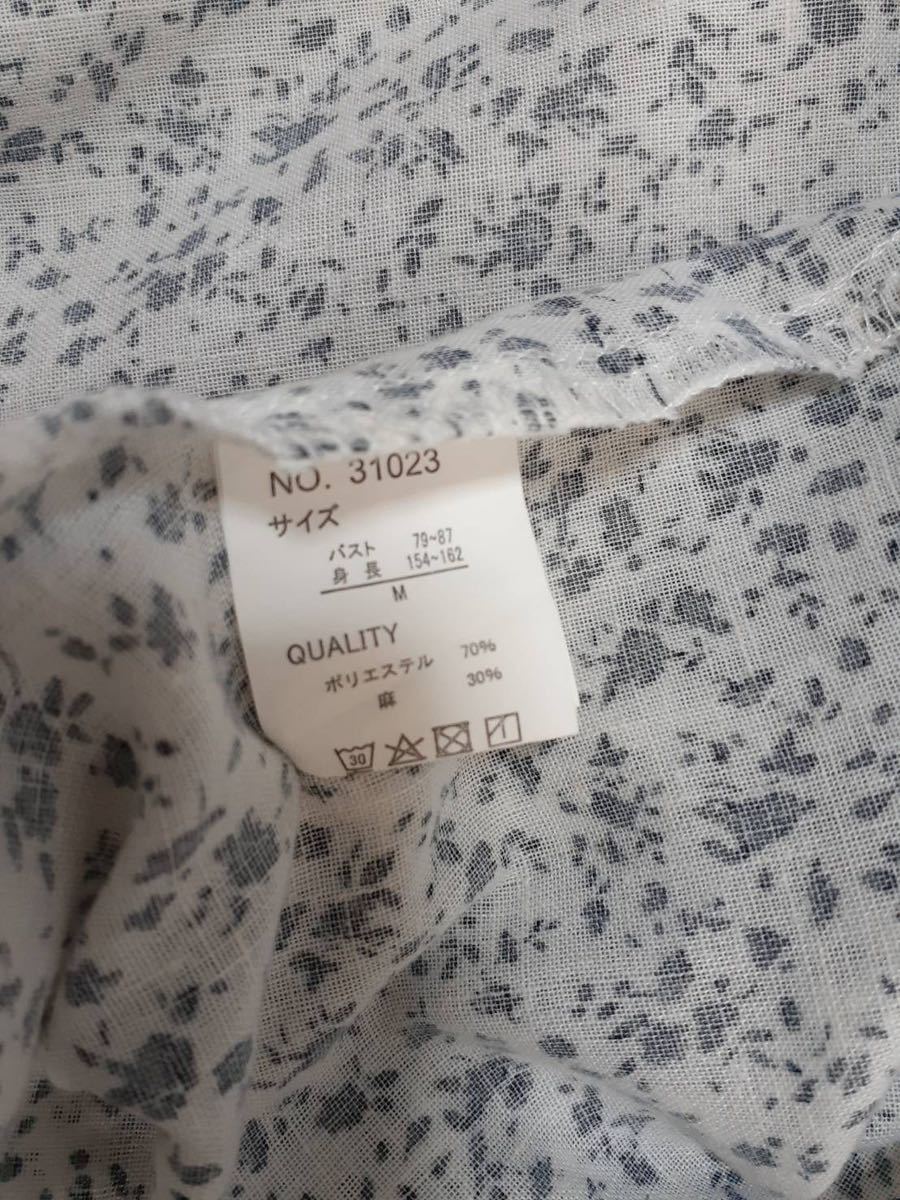 NO. 31023
サイズ
バスト 79~87
身長 154~162
M
QUALITY
ポリエステル 70%
麻 30%
30